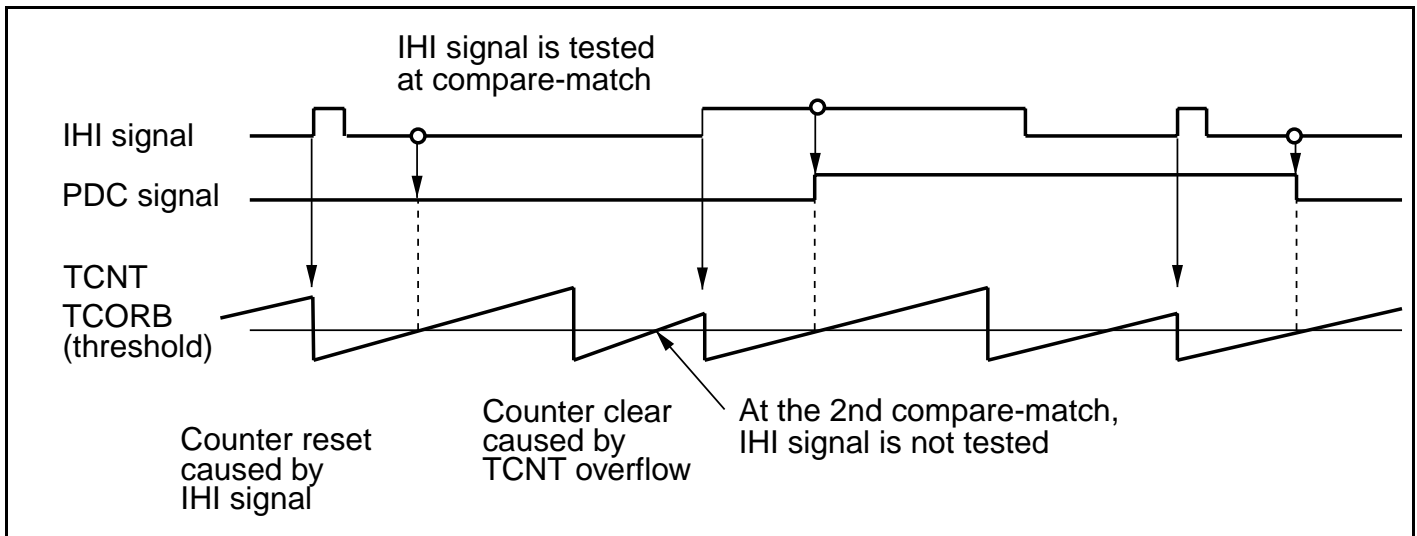 IHI signal is tested
at compare-match
IHI signal
PDC signal
TCNT
TCORB
(threshold)
Counter reset
caused by
IHI signal
Counter clear
caused by
TCNT overflow
At the 2nd compare-match,
IHI signal is not tested